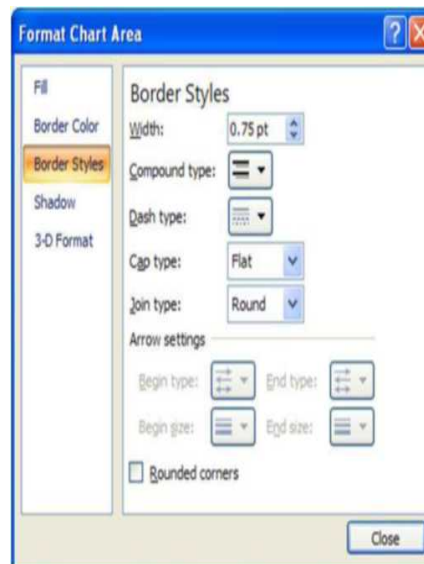 Format Chart Area
Fill
Border Color
Border Styles
Shadow
3-D Format
Border Styles
Width: 0.75 pt
Compound type:
Dash type:
Cap type: Flat
Join type: Round
Arrow settings
Begin type: End type:
Begin size: End size:
Rounded corners
Close